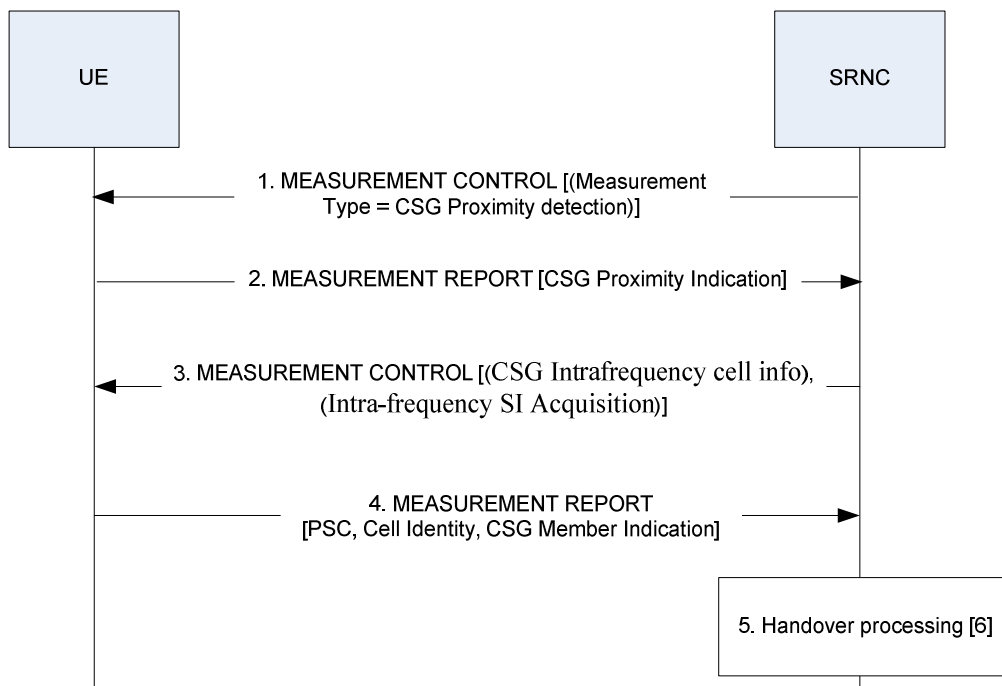 UE
SRNC
1. MEASUREMENT CONTROL [(Measurement
Type = CSG Proximity detection)]
2. MEASUREMENT REPORT [CSG Proximity Indication]
3. MEASUREMENT CONTROL [(CSG Intrafrequency cell info),
(Intra-frequency SI Acquisition)]
4. MEASUREMENT REPORT
[PSC, Cell Identity, CSG Member Indication]
5. Handover processing [6]